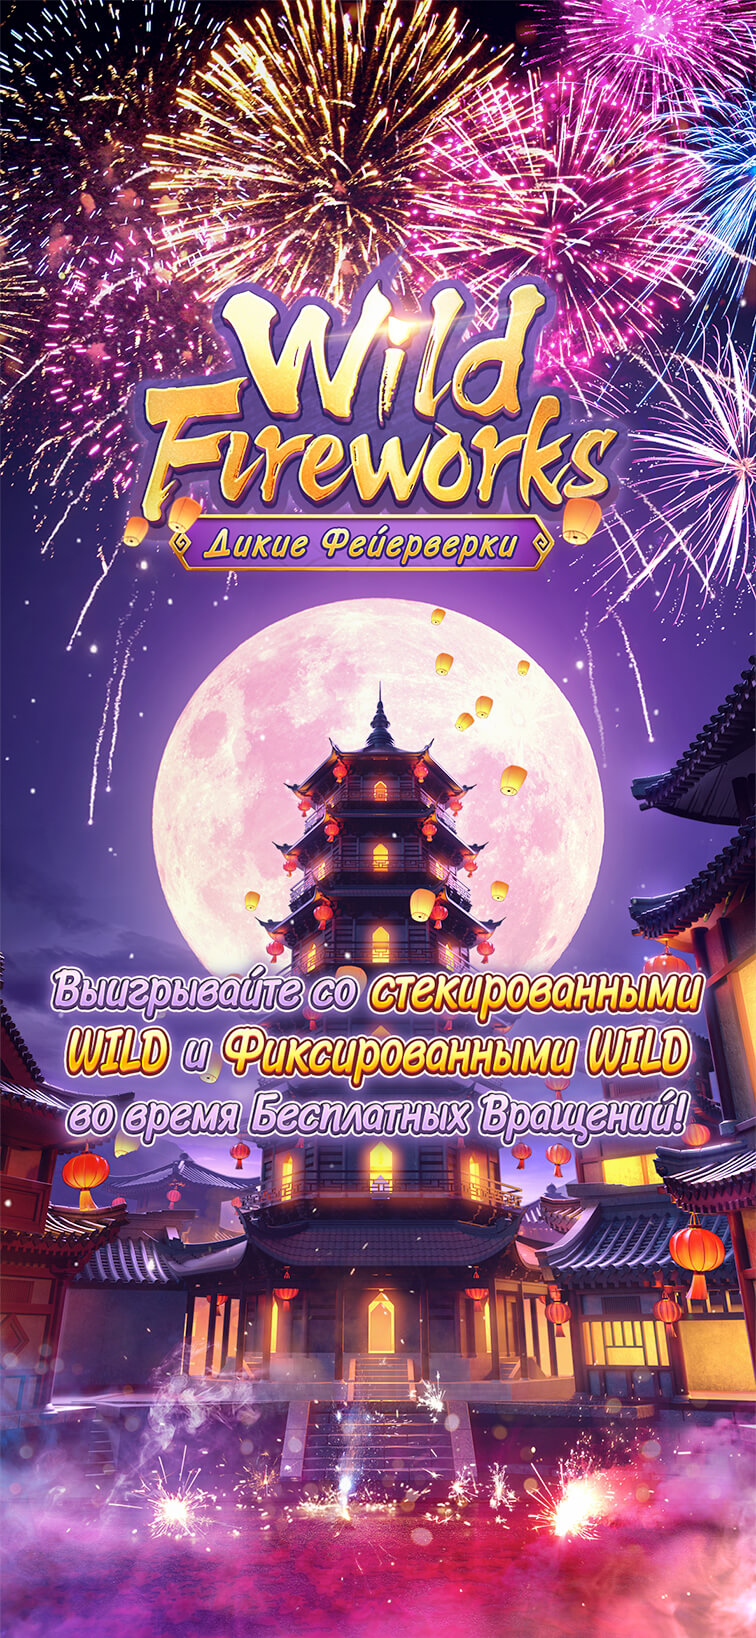 Wild
Fireworks
Дикие Фейерверки
Выигрывайте со стекированными
WILD и Фиксированными WILD
во время Бесплатных Вращений!